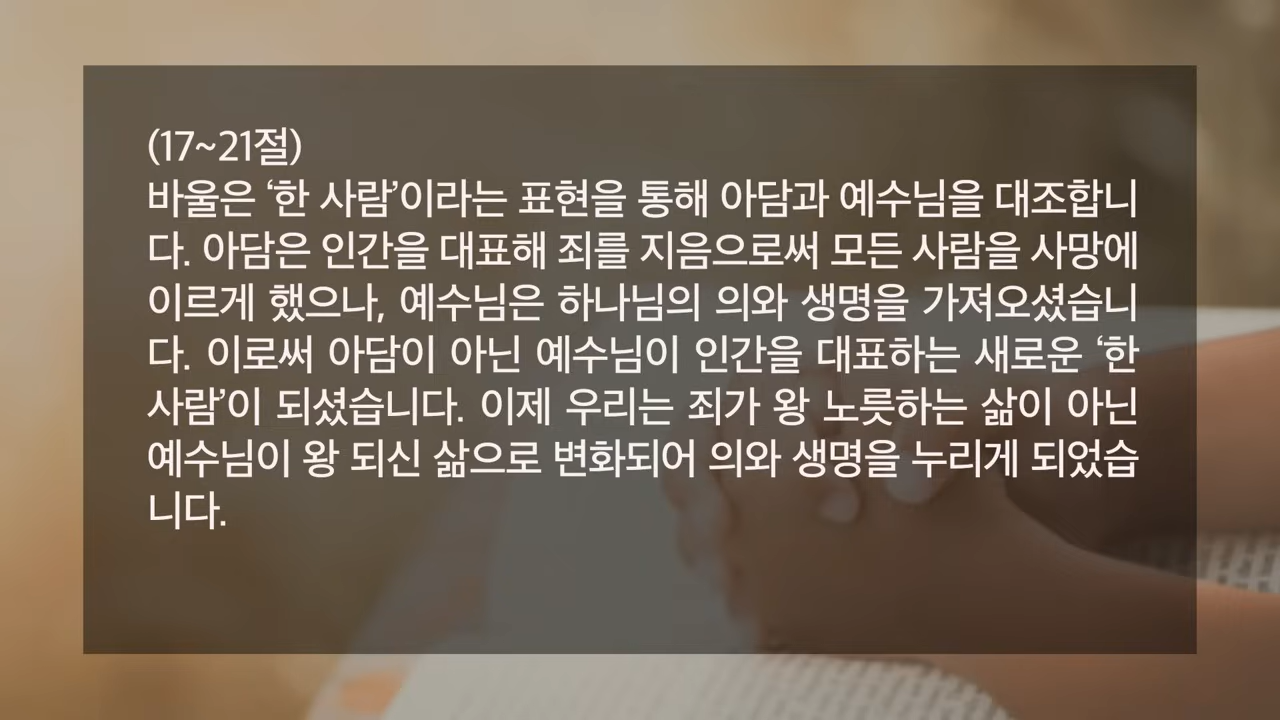 (17~21절)
바울은 ‘한 사람’이라는 표현을 통해 아담과 예수님을 대조합니
다. 아담은 인간을 대표해 죄를 지음으로써 모든 사람을 사망에
이르게 했으나, 예수님은 하나님의 의와 생명을 가져오셨습니
다. 이로써 아담이 아닌 예수님이 인간을 대표하는 새로운 ‘한
사람’이 되셨습니다. 이제 우리는 죄가 왕 노릇하는 삶이 아닌
예수님이 왕 되신 삶으로 변화되어 의와 생명을 누리게 되었습
니다.